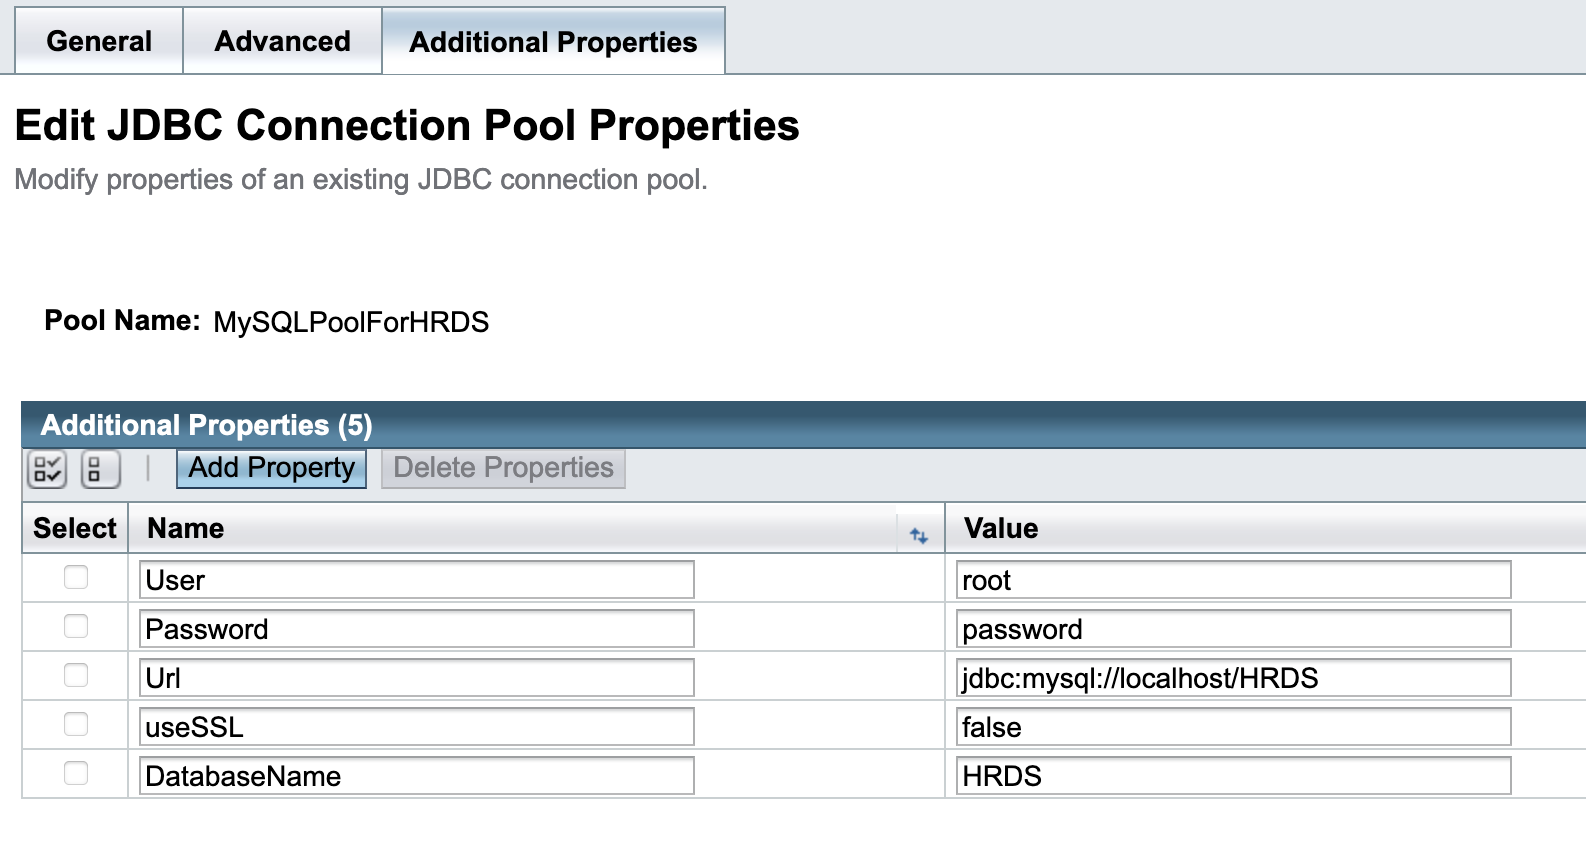 General Advanced Additional Properties
Edit JDBC Connection Pool Properties
Modify properties of an existing JDBC connection pool.
Pool Name: MySQLPoolForHRDS
Additional Properties (5)
Add Property Delete Properties
Select Name Value
User root
Password password
Url jdbc:mysql://localhost/HRDS
useSSL false
DatabaseName HRDS